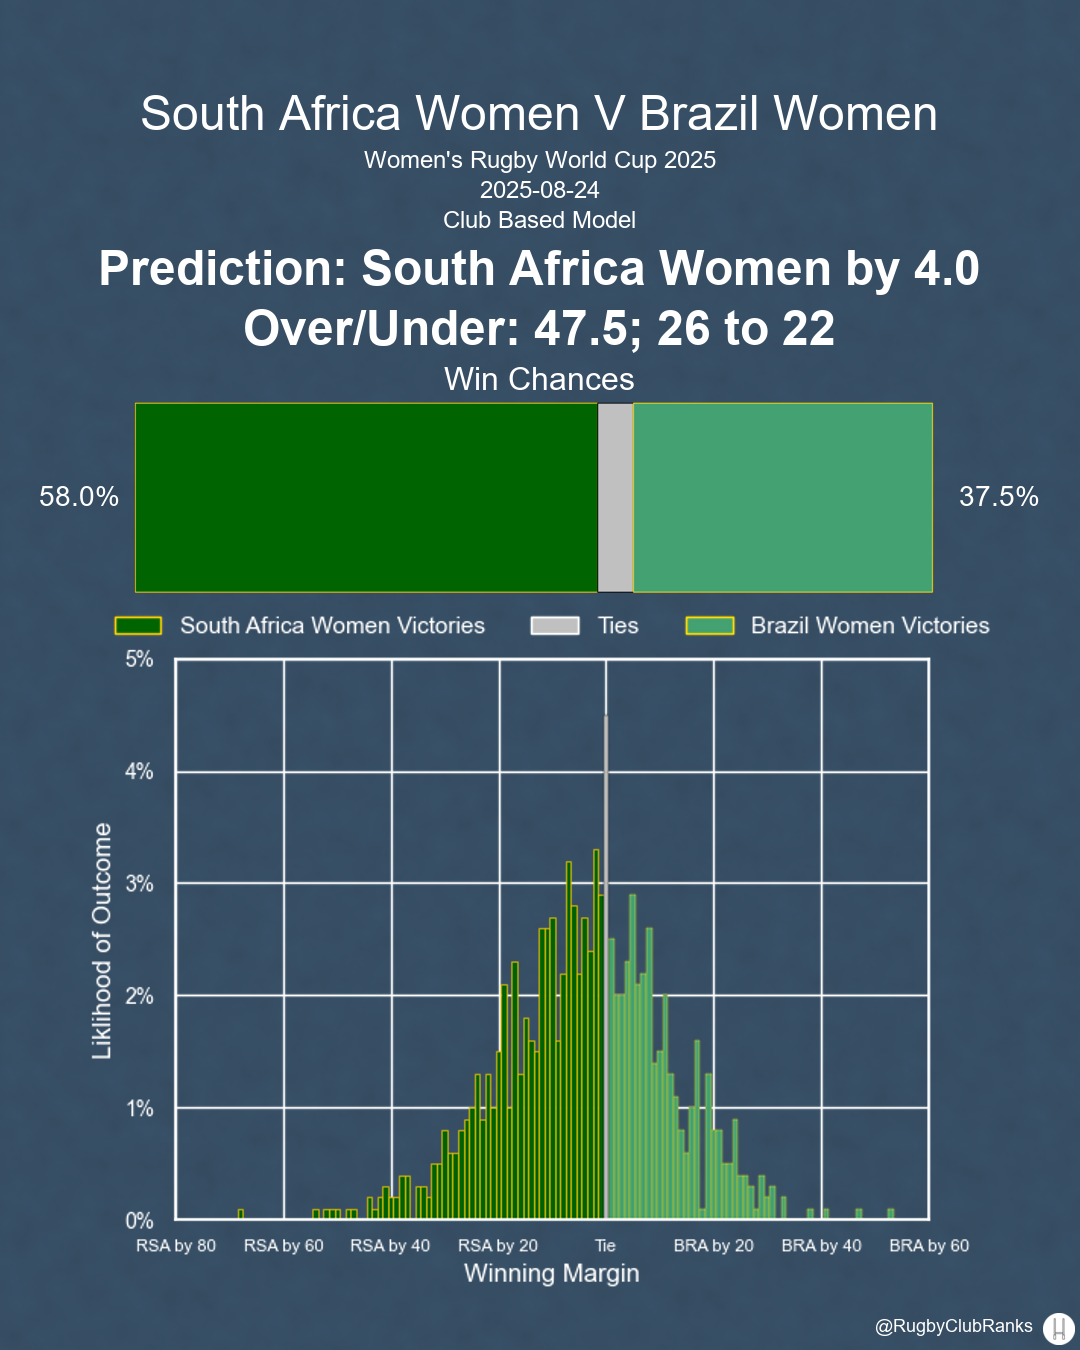 South Africa Women V Brazil Women
Women's Rugby World Cup 2025
2025-08-24
Club Based Model
Prediction: South Africa Women by 4.0
Over/Under: 47.5; 26 to 22
Win Chances
58.0%
37.5%
South Africa Women Victories Ties Brazil Women Victories
5%
4%
3%
2%
1%
0%
Liklihood of Outcome
RSA by 80 RSA by 60 RSA by 40 RSA by 20 Tie BRA by 20 BRA by 40 BRA by 60
Winning Margin
@RugbyClubRanks